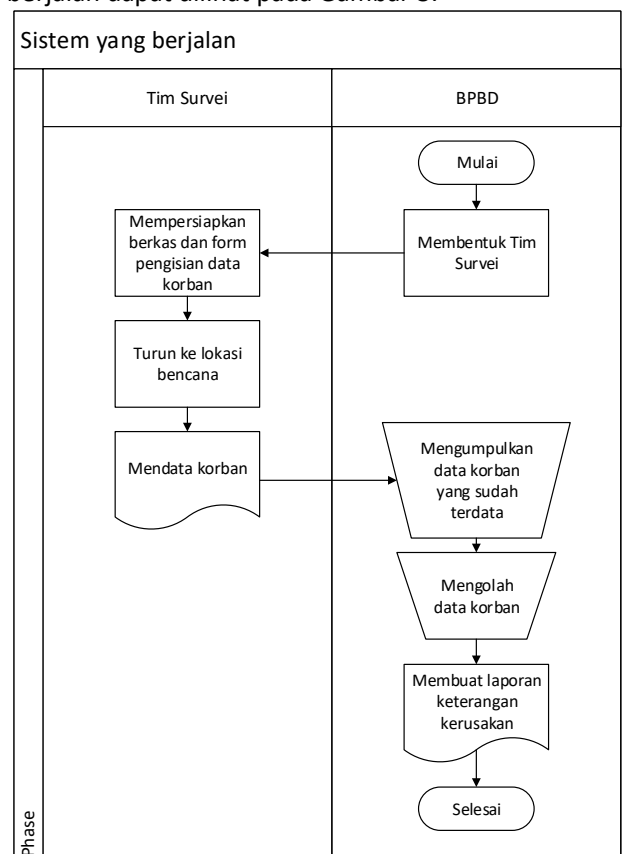 berjalan dapat dilihat pada Gambar
Sistem yang berjalan
Tim Survei
BPBD
Mulai
Membentuk Tim
Survei
Mempersiapkan
berkas dan form
pengisian data
korban
Turun ke lokasi
bencana
Mendata korban
Mengumpulkan
data korban
yang sudah
terdata
Mengolah
data korban
Membuat laporan
keterangan
kerusakan
Selesai
Phase